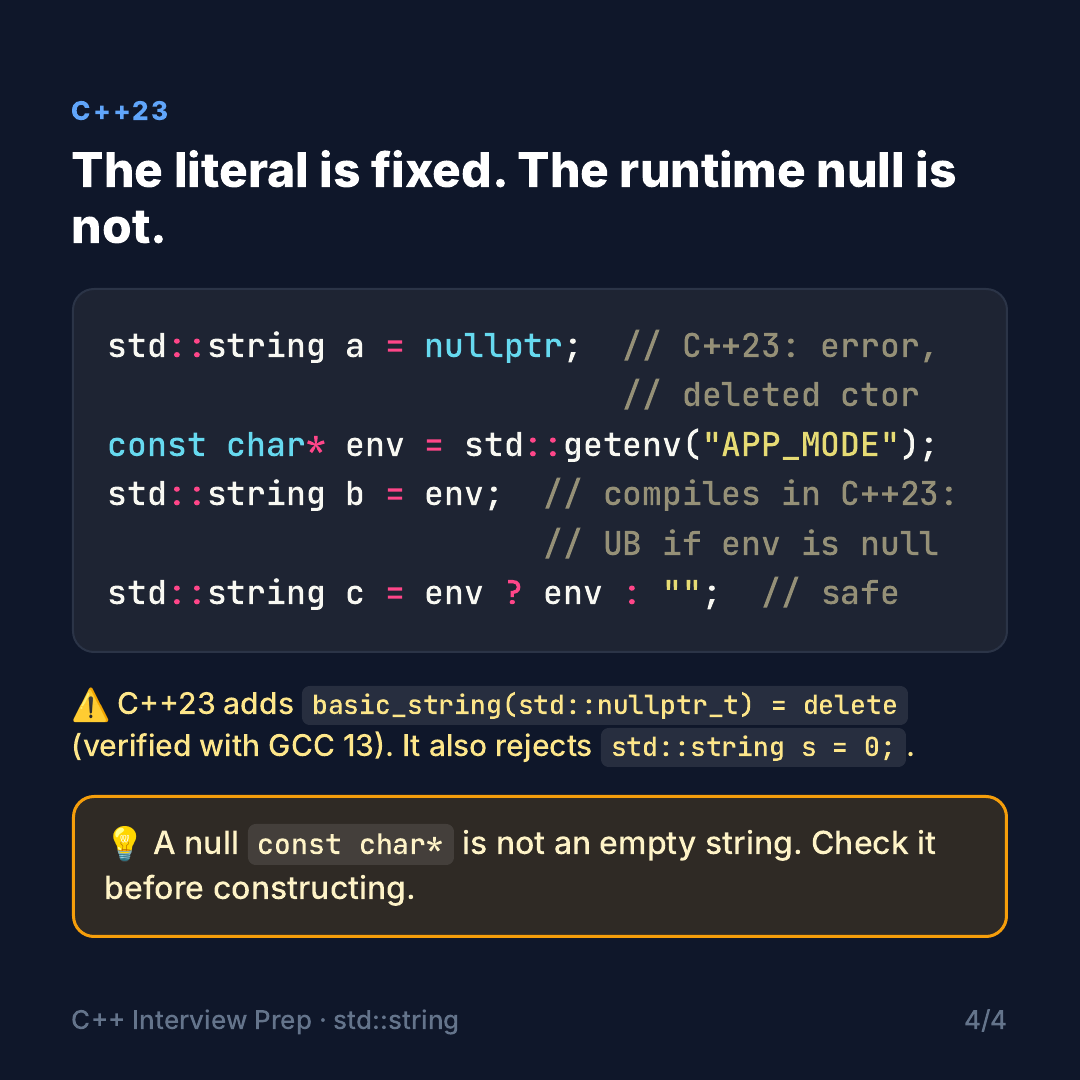 C++23
The literal is fixed. The runtime null is
not.
std::string a = nullptr;  // C++23: error,
                          // deleted ctor
const char* env = std::getenv("APP_MODE");
std::string b = env;  // compiles in C++23:
                      // UB if env is null
std::string c = env ? env : "";  // safe
⚠️ C++23 adds basic_string(std::nullptr_t) = delete
(verified with GCC 13). It also rejects std::string s = 0;.
💡 A null const char* is not an empty string. Check it
before constructing.
C++ Interview Prep · std::string
4/4